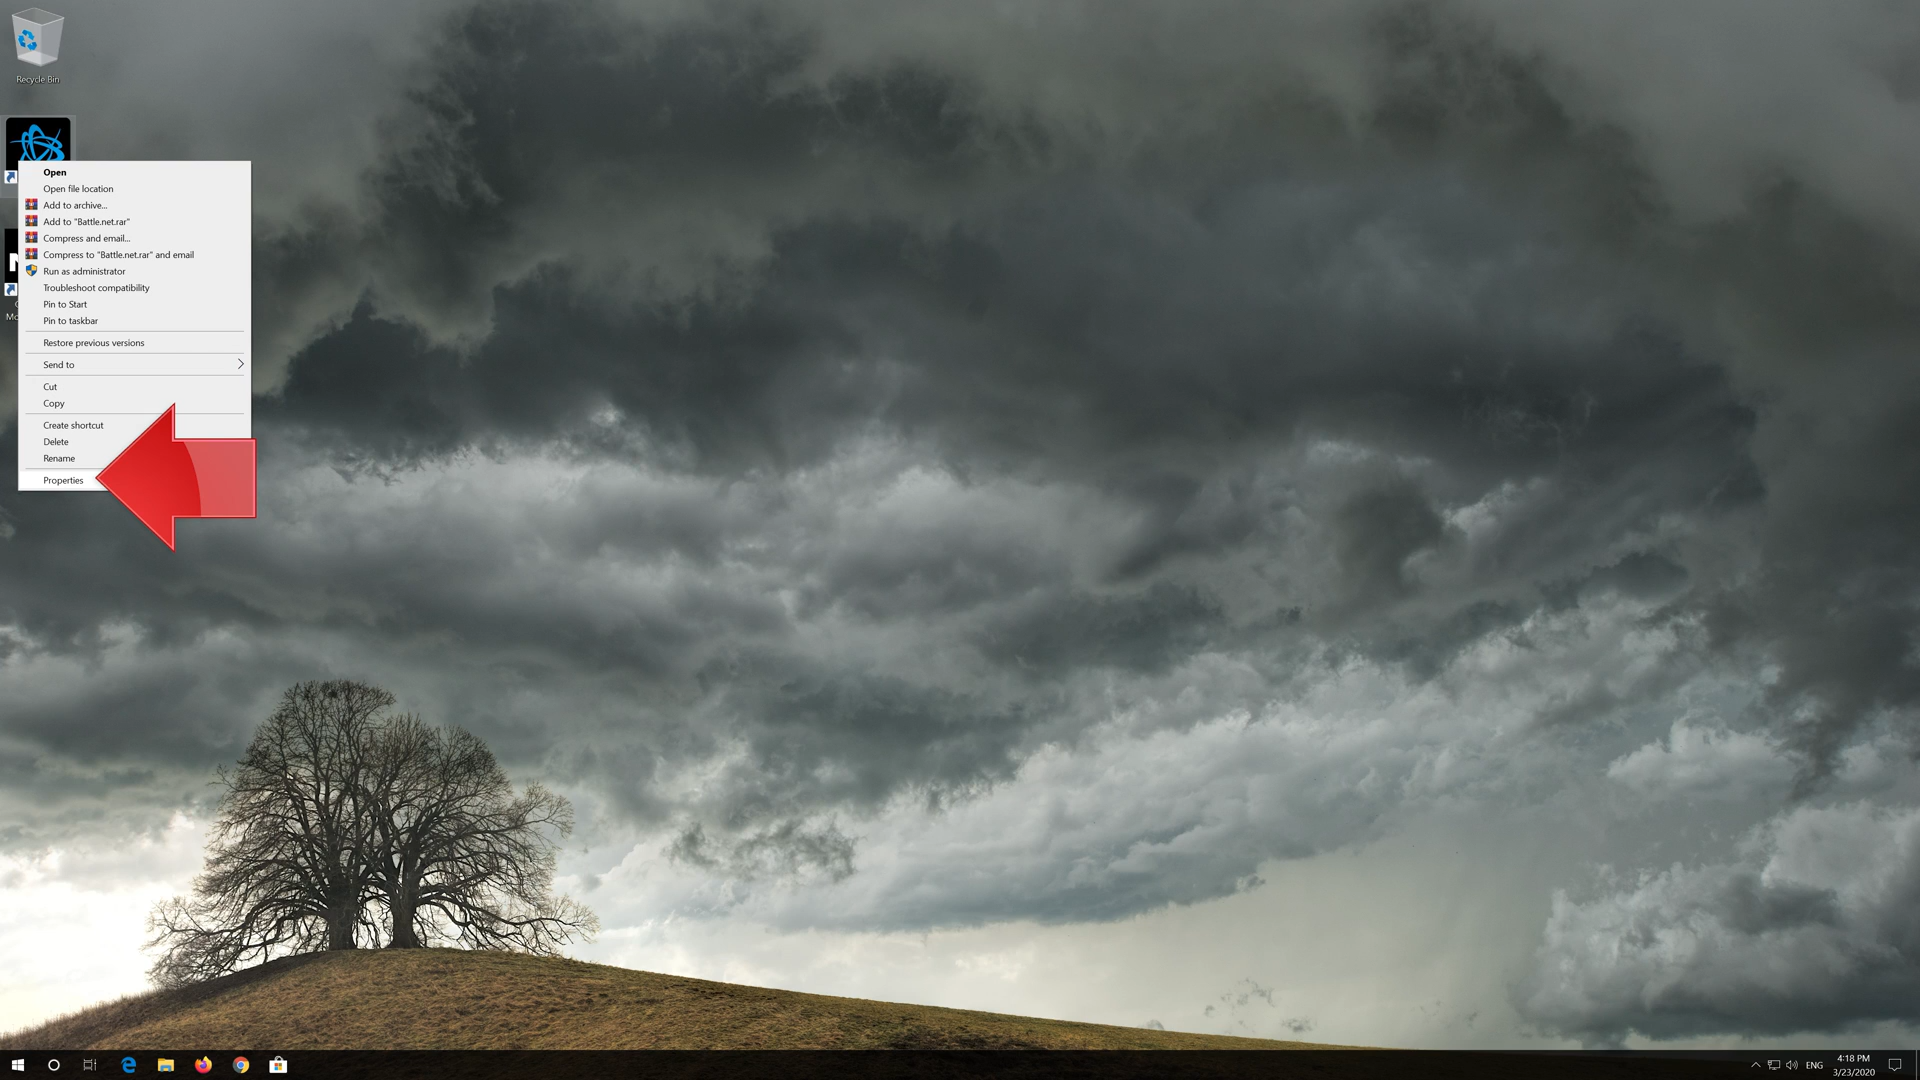 Recycle Bin
Open
Open file location
Add to archive...
Add to "Battle.net.rar"
Compress and email...
Compress to "Battle.net.rar" and email
Run as administrator
Troubleshoot compatibility
Pin to Start
Pin to taskbar
Restore previous versions
Send to
Cut
Copy
Create shortcut
Delete
Rename
Properties
ENG
4:18 PM
3/23/2020